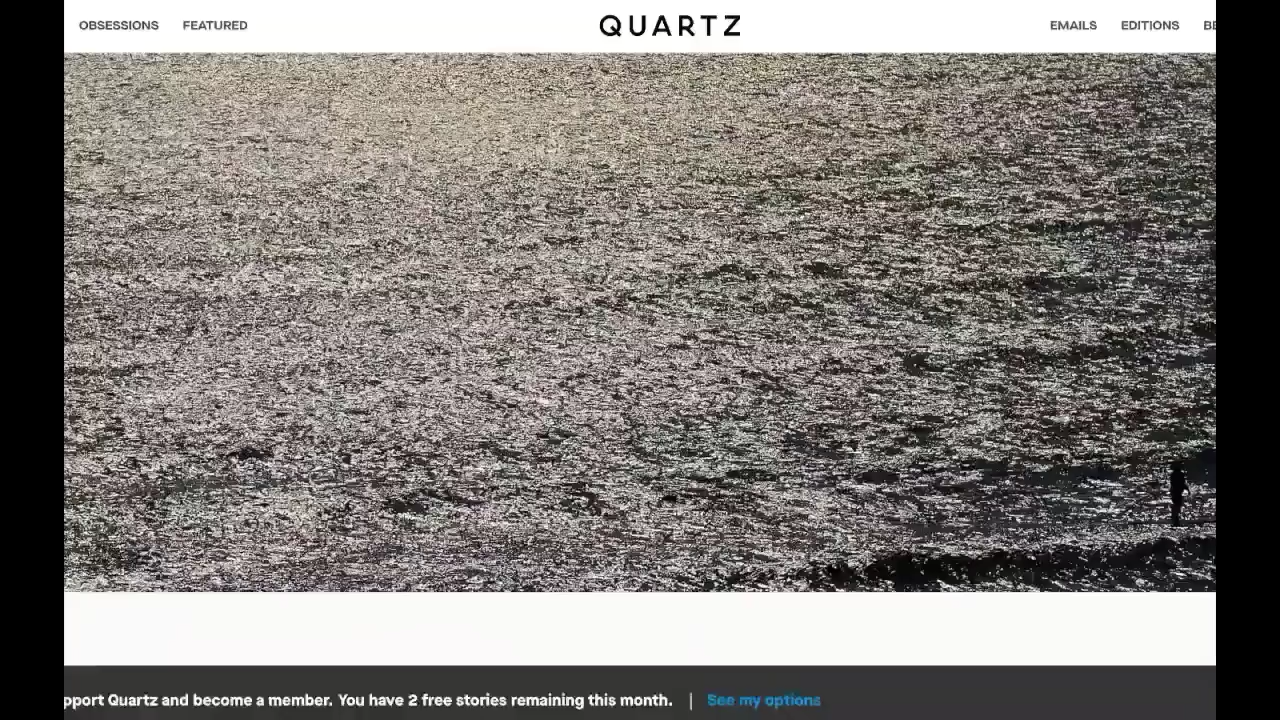 OBSESSIONS FEATURED QUARTZ EMAILS EDITIONS
Quartz and become a member. You have 2 free stories remaining this month. | See my options